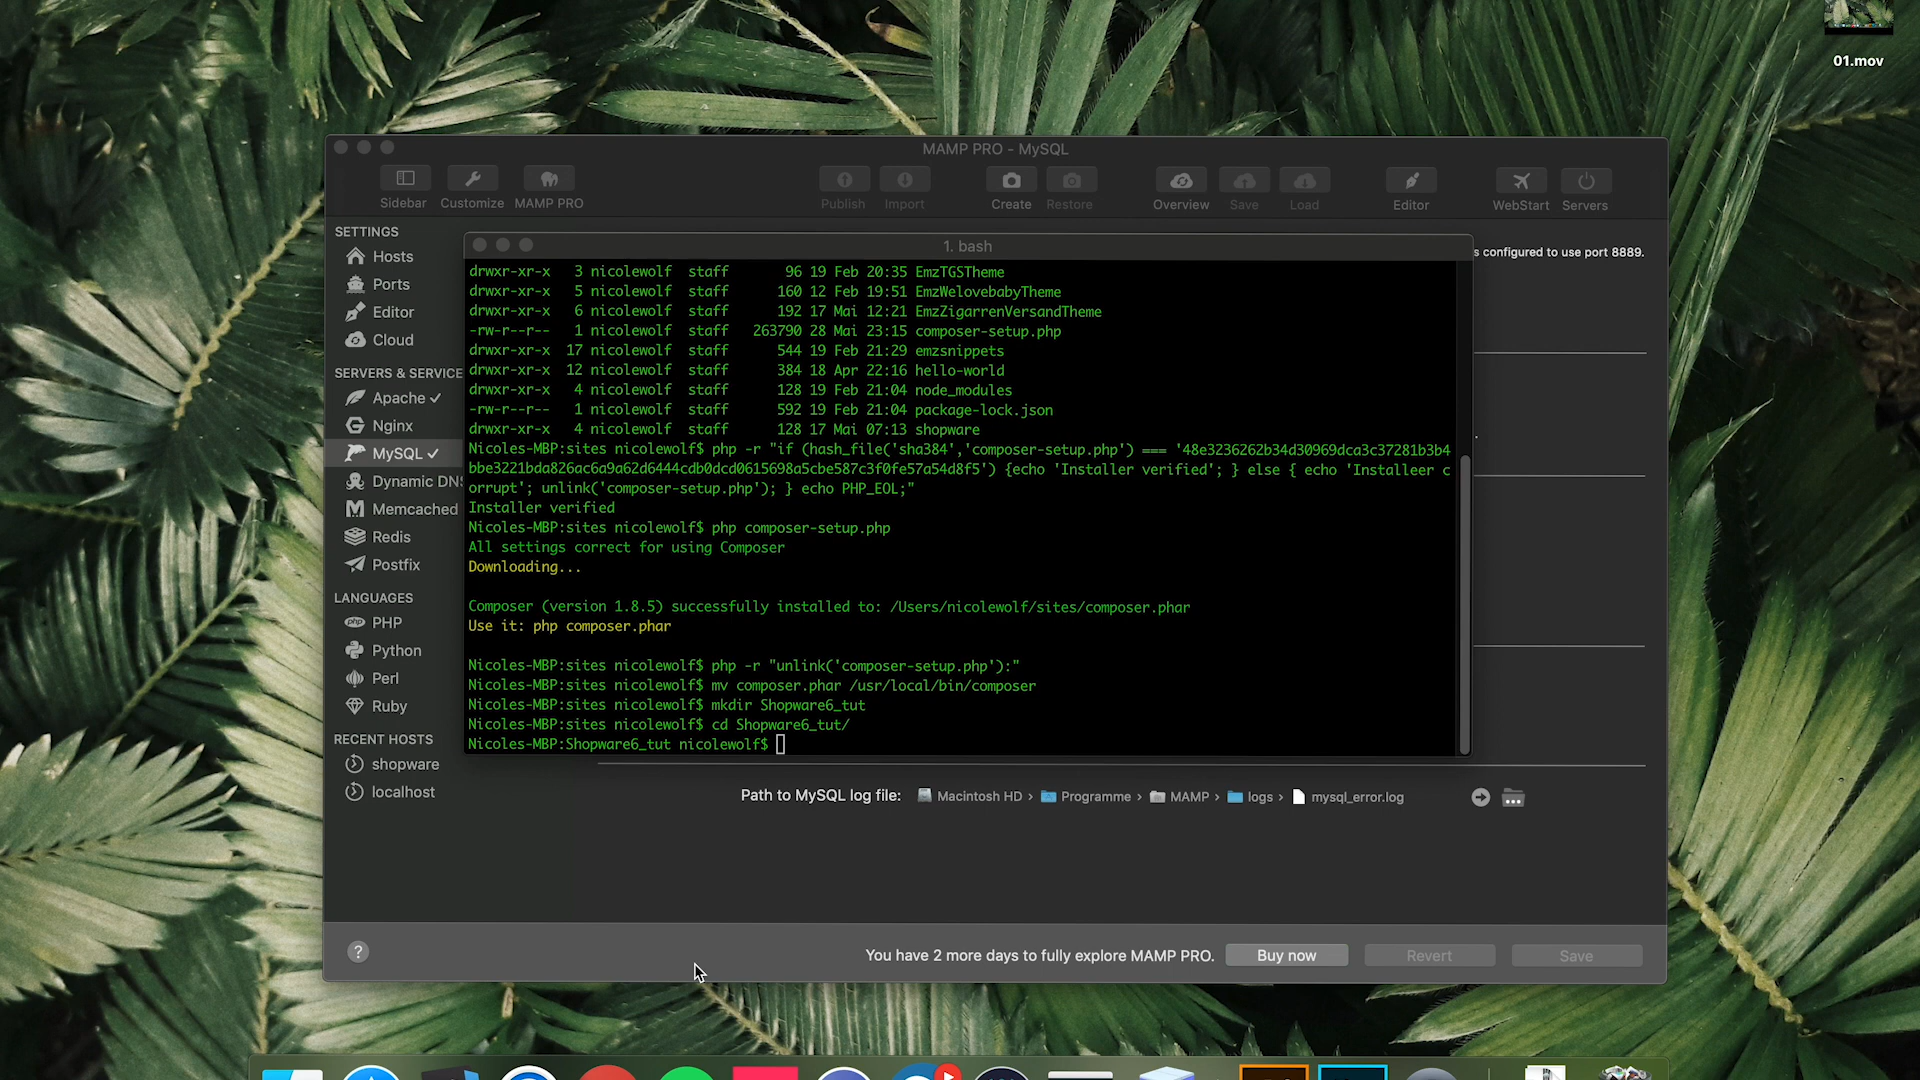 01.mov
MAMP PRO - MySQL
Sidebar Customize MAMP PRO Publish Import Create Restore Overview Save Load Editor WebStart Servers
SETTINGS
Hosts
Ports
Editor
Cloud
SERVERS & SERVICE
Apache ✓
Nginx
MySQL ✓
Dynamic DNS
Memcached
Redis
Postfix
LANGUAGES
php PHP
Python
Perl
Ruby
RECENT HOSTS
shopware
localhost
s configured to use port 8889.
1. bash
drwxr-xr-x 3 nicolewolf staff 96 19 Feb 20:35 EmzTGSTheme
drwxr-xr-x 5 nicolewolf staff 160 12 Feb 19:51 EmzWelovebabyTheme
drwxr-xr-x 6 nicolewolf staff 192 17 Mai 12:21 EmzZigarrenVersandTheme
-rw-r--r-- 1 nicolewolf staff 263790 28 Mai 23:15 composer-setup.php
drwxr-xr-x 17 nicolewolf staff 544 19 Feb 21:29 emzsnippets
drwxr-xr-x 12 nicolewolf staff 384 18 Apr 22:16 hello-world
drwxr-xr-x 4 nicolewolf staff 128 19 Feb 21:04 node_modules
-rw-r--r-- 1 nicolewolf staff 592 19 Feb 21:04 package-lock.json
drwxr-xr-x 4 nicolewolf staff 128 17 Mai 07:13 shopware
Nicoles-MBP:sites nicolewolf$ php -r "if (hash_file('sha384','composer-setup.php') === '48e3236262b34d30969dca3c37281b3b4
bbe3221bda826ac6a9a62d6444cdb0dcd0615698a5cbe587c3f0fe57a54d8f5') {echo 'Installer verified'; } else { echo 'Installeer c
orrupt'; unlink('composer-setup.php'); } echo PHP_EOL;"
Installer verified
Nicoles-MBP:sites nicolewolf$ php composer-setup.php
All settings correct for using Composer
Downloading...
Composer (version 1.8.5) successfully installed to: /Users/nicolewolf/sites/composer.phar
Use it: php composer.phar
Nicoles-MBP:sites nicolewolf$ php -r "unlink('composer-setup.php'):"
Nicoles-MBP:sites nicolewolf$ mv composer.phar /usr/local/bin/composer
Nicoles-MBP:sites nicolewolf$ mkdir Shopware6_tut
Nicoles-MBP:sites nicolewolf$ cd Shopware6_tut/
Nicoles-MBP:Shopware6_tut nicolewolf$
Path to MySQL log file: Macintosh HD › Programme › MAMP › logs › mysql_error.log
? You have 2 more days to fully explore MAMP PRO. Buy now Revert Save